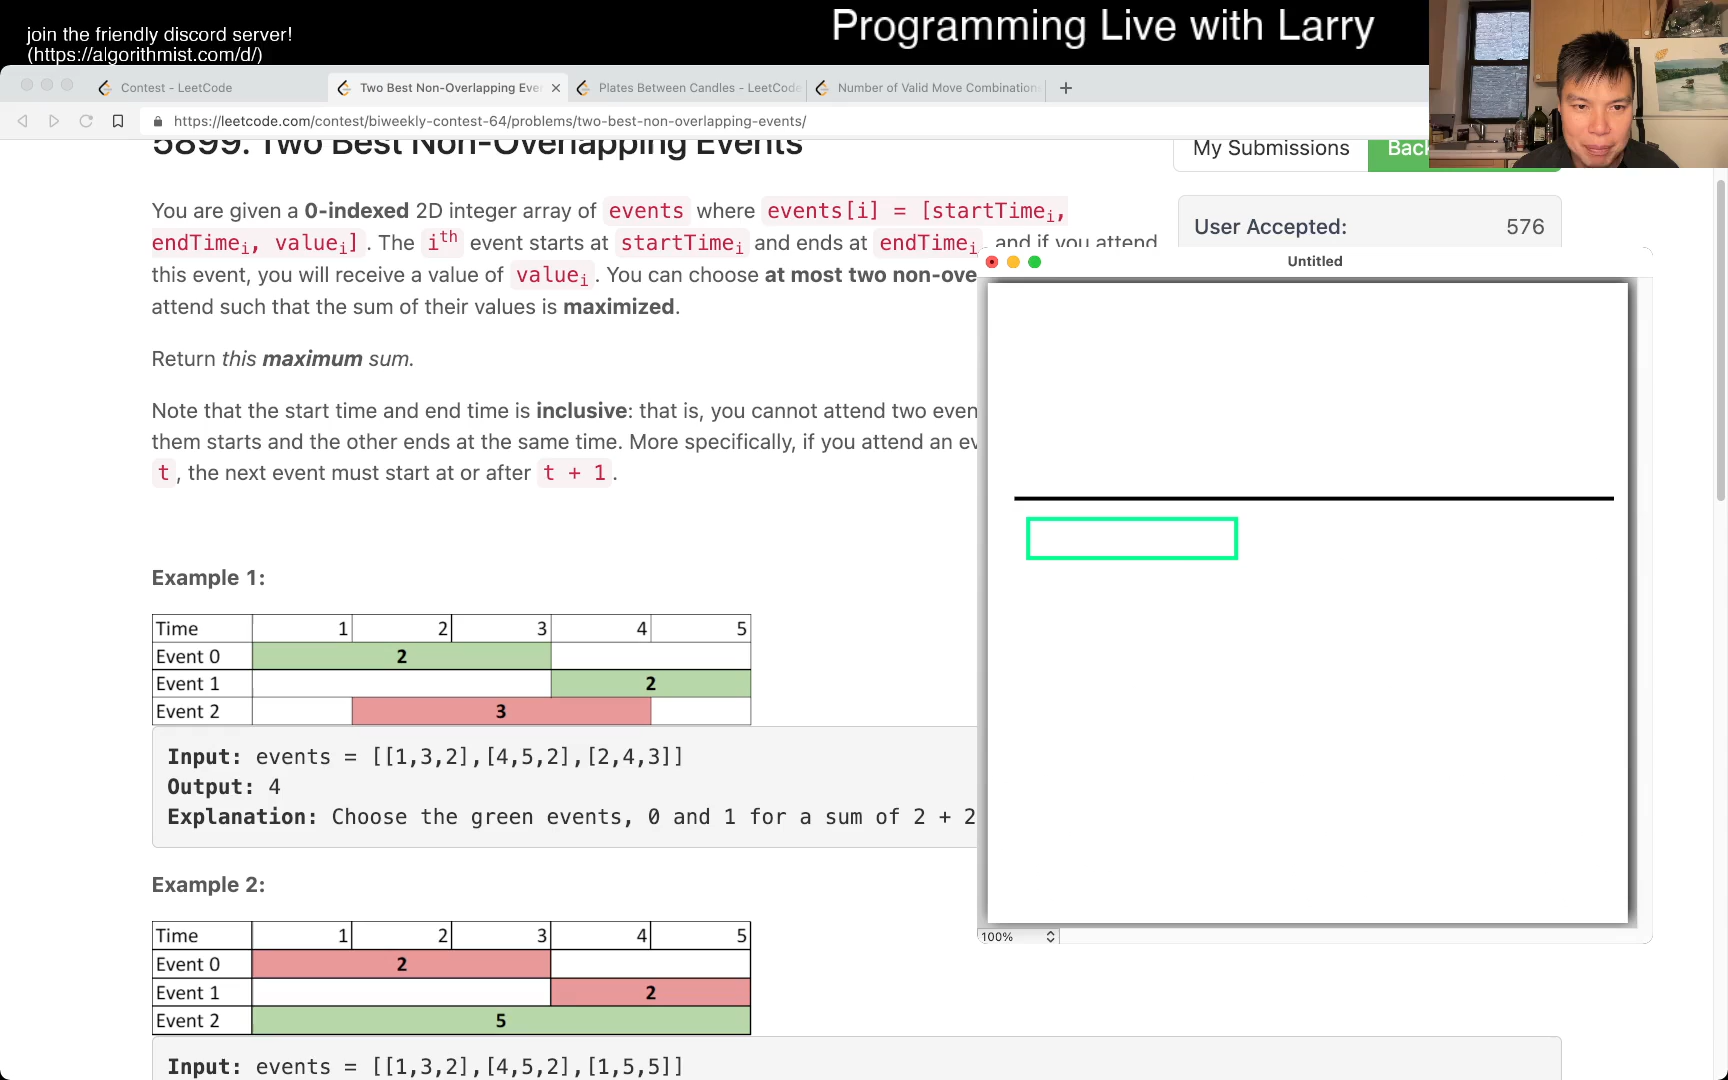 Programming Live with Larry
join the friendly discord server!
(https://algorithmist.com/d/)
Contest - LeetCode
Two Best Non-Overlapping Eve
Plates Between Candles - LeetCode
Number of Valid Move Combination
https://leetcode.com/contest/biweekly-contest-64/problems/two-best-non-overlapping-events/
5899. Two Best Non-Overlapping Events
My Submissions
Back
You are given a 0-indexed 2D integer array of events where events[i] = [startTimei,
endTimei, valuei]. The ith event starts at startTimei and ends at endTimei, and if you attend
this event, you will receive a value of valuei. You can choose at most two non-ove
attend such that the sum of their values is maximized.
User Accepted: 576
Untitled
Return this maximum sum.
Note that the start time and end time is inclusive: that is, you cannot attend two even
them starts and the other ends at the same time. More specifically, if you attend an ev
t, the next event must start at or after t + 1.
Example 1:
Time 1 2 3 4 5
Event 0 2
Event 1 2
Event 2 3
Input: events = [[1,3,2],[4,5,2],[2,4,3]]
Output: 4
Explanation: Choose the green events, 0 and 1 for a sum of 2 + 2
Example 2:
Time 1 2 3 4 5
Event 0 2
Event 1 2
Event 2 5
Input: events = [[1,3,2],[4,5,2],[1,5,5]]
100%